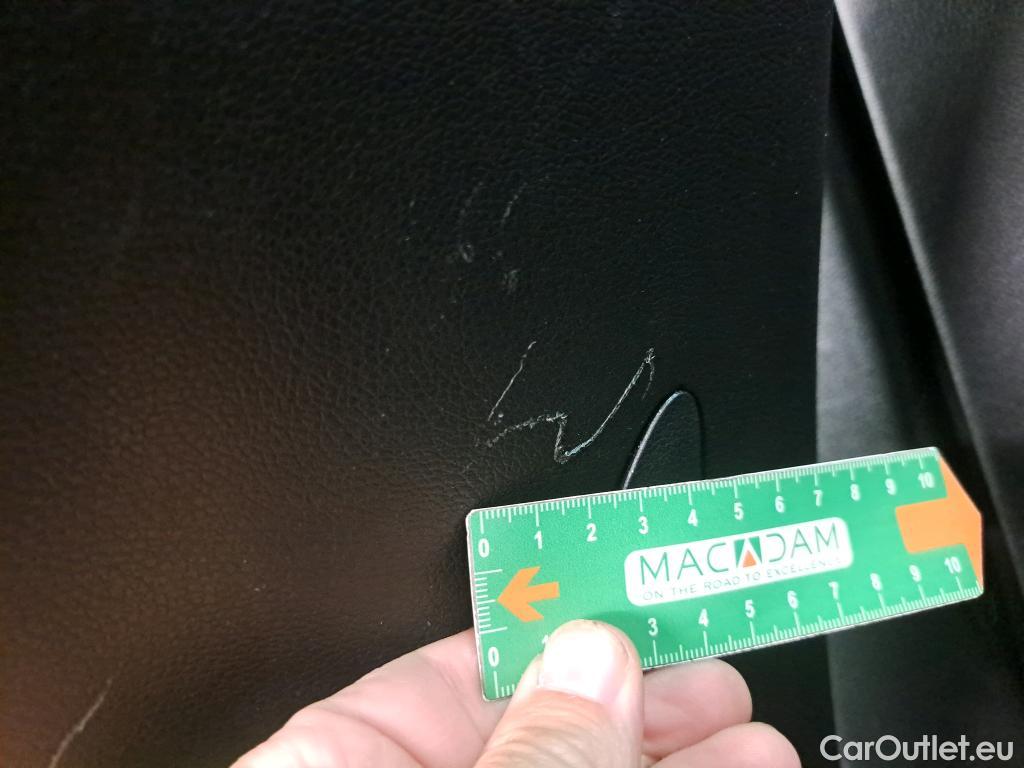 0 1 2 3 4 5 6 7 8 9 10
MACADAM
ON THE ROAD TO EXCELLENCE
0 1 3 4 5 6 7 8 9 10
CarOutlet.eu